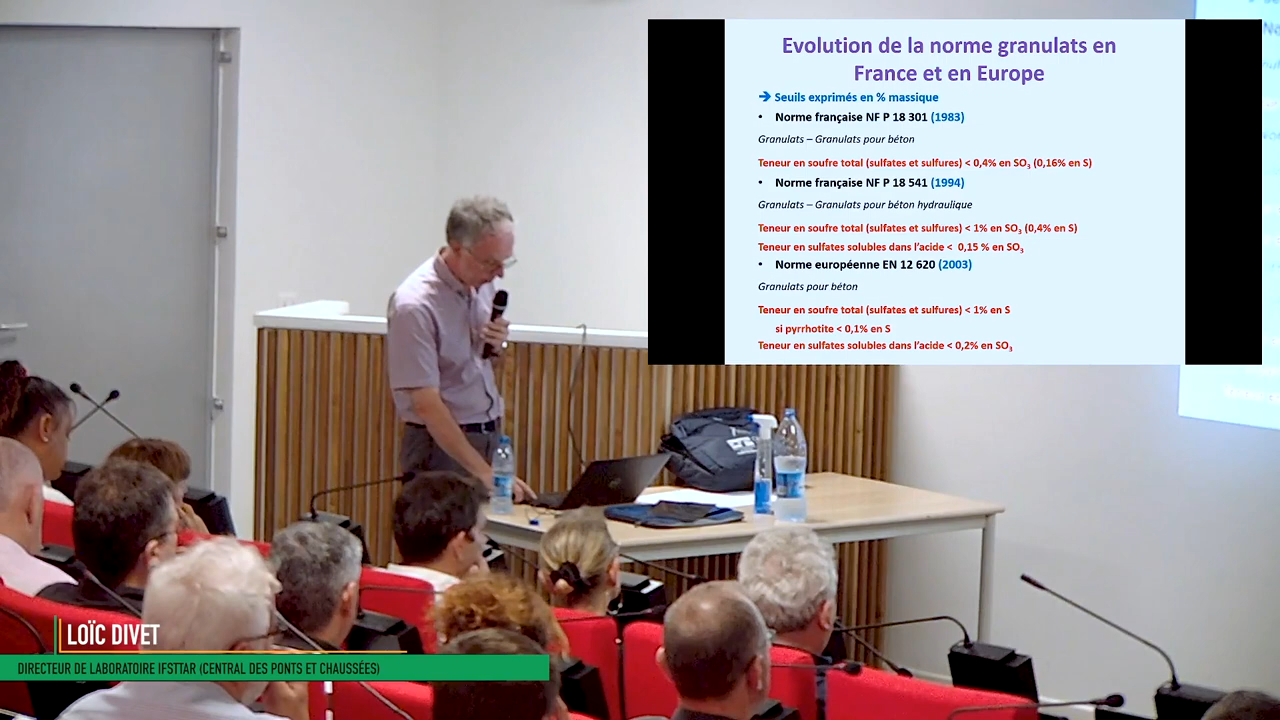 Evolution de la norme granulats en
France et en Europe
➔ Seuils exprimés en % massique
• Norme française NF P 18 301 (1983)
Granulats – Granulats pour béton
Teneur en soufre total (sulfates et sulfures) < 0,4% en SO₃ (0,16% en S)
• Norme française NF P 18 541 (1994)
Granulats – Granulats pour béton hydraulique
Teneur en soufre total (sulfates et sulfures) < 1% en SO₃ (0,4% en S)
Teneur en sulfates solubles dans l'acide < 0,15 % en SO₃
• Norme européenne EN 12 620 (2003)
Granulats pour béton
Teneur en soufre total (sulfates et sulfures) < 1% en S
si pyrrhotite < 0,1% en S
Teneur en sulfates solubles dans l'acide < 0,2% en SO₃
LOÏC DIVET
DIRECTEUR DE LABORATOIRE IFSTTAR (CENTRAL DES PONTS ET CHAUSSÉES)